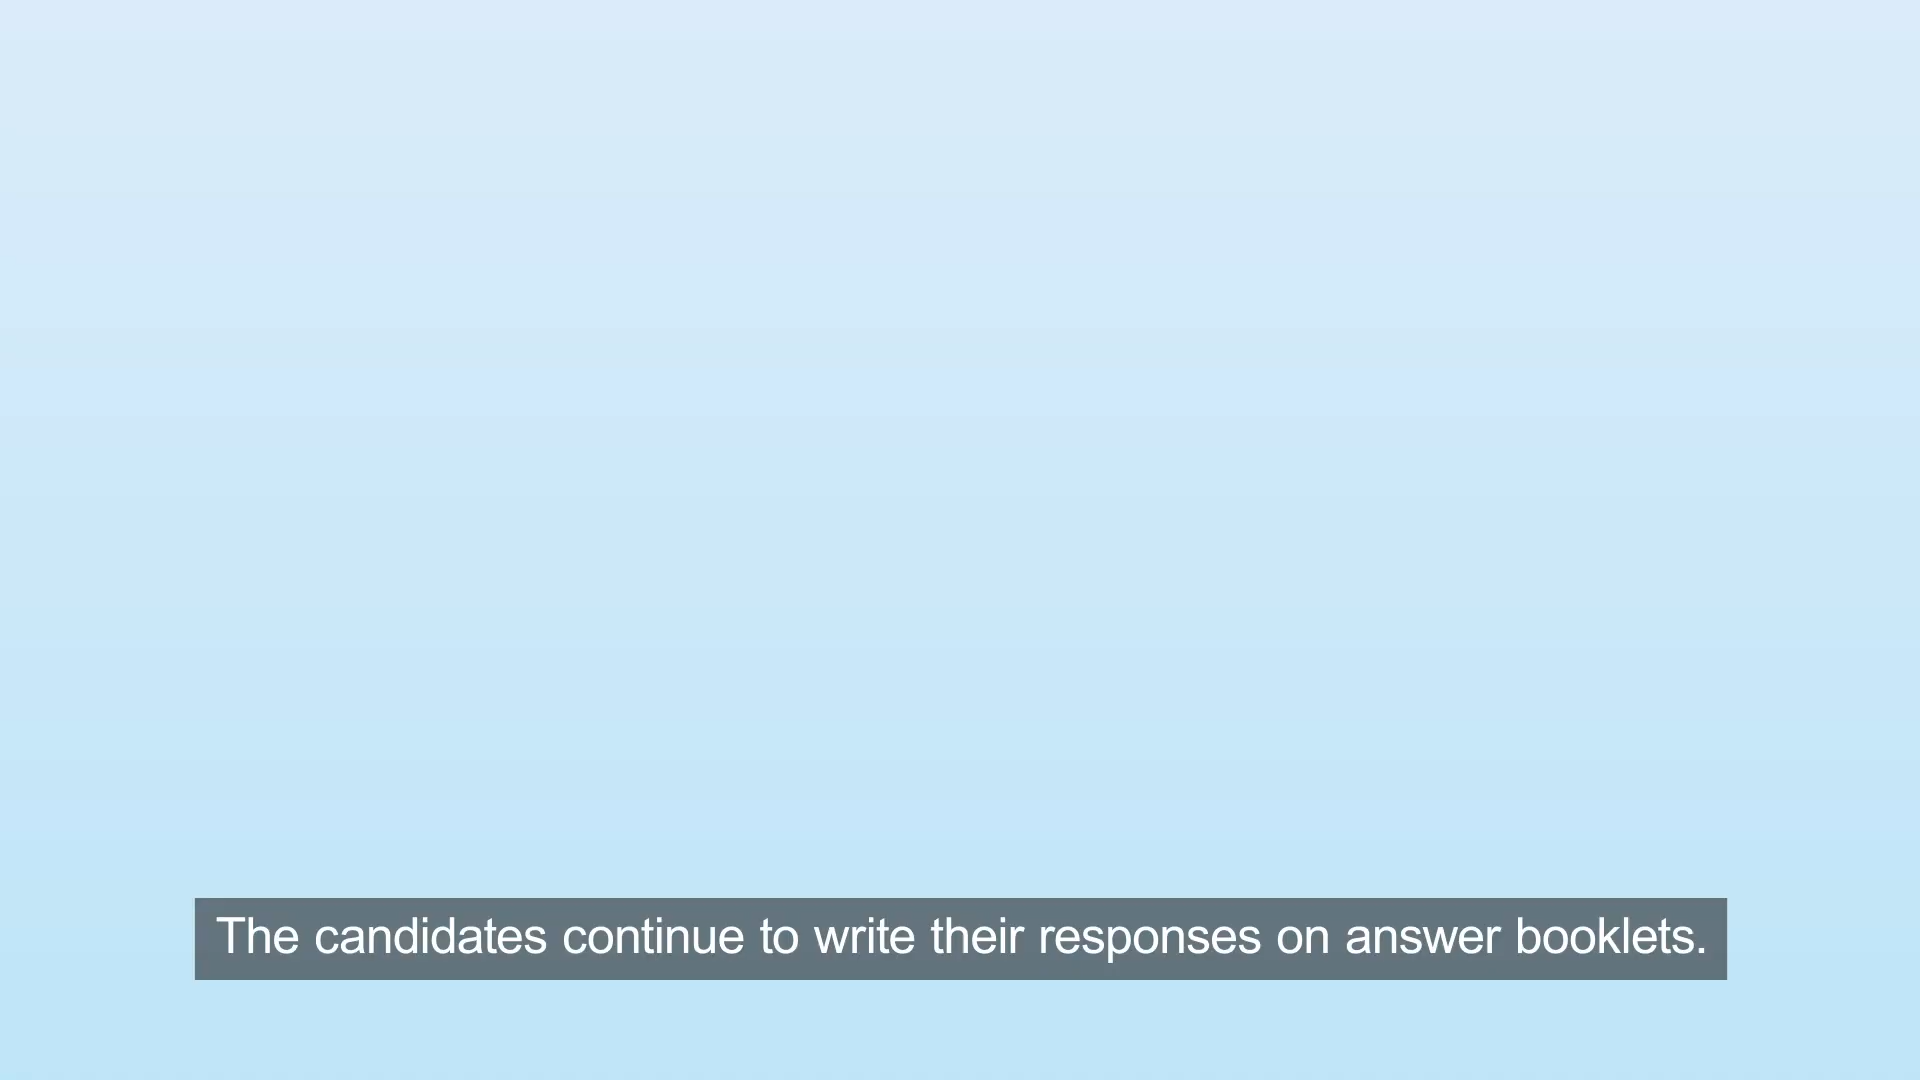 The candidates continue to write their responses on answer booklets.